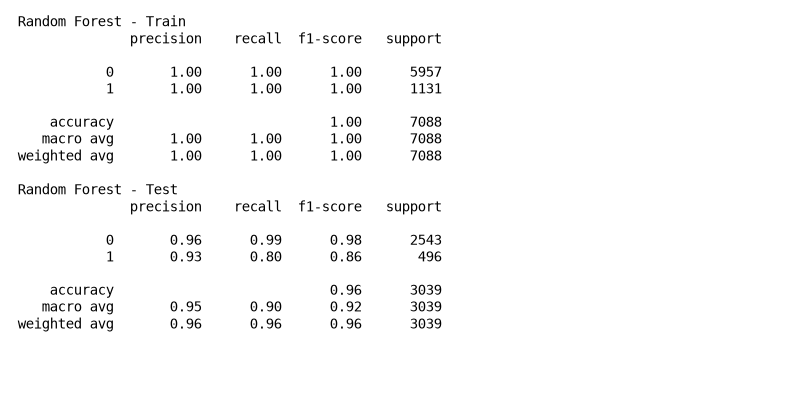 Random Forest - Train
              precision    recall  f1-score   support

           0       1.00      1.00      1.00      5957
           1       1.00      1.00      1.00      1131

    accuracy                           1.00      7088
   macro avg       1.00      1.00      1.00      7088
weighted avg       1.00      1.00      1.00      7088

Random Forest - Test
              precision    recall  f1-score   support

           0       0.96      0.99      0.98      2543
           1       0.93      0.80      0.86       496

    accuracy                           0.96      3039
   macro avg       0.95      0.90      0.92      3039
weighted avg       0.96      0.96      0.96      3039